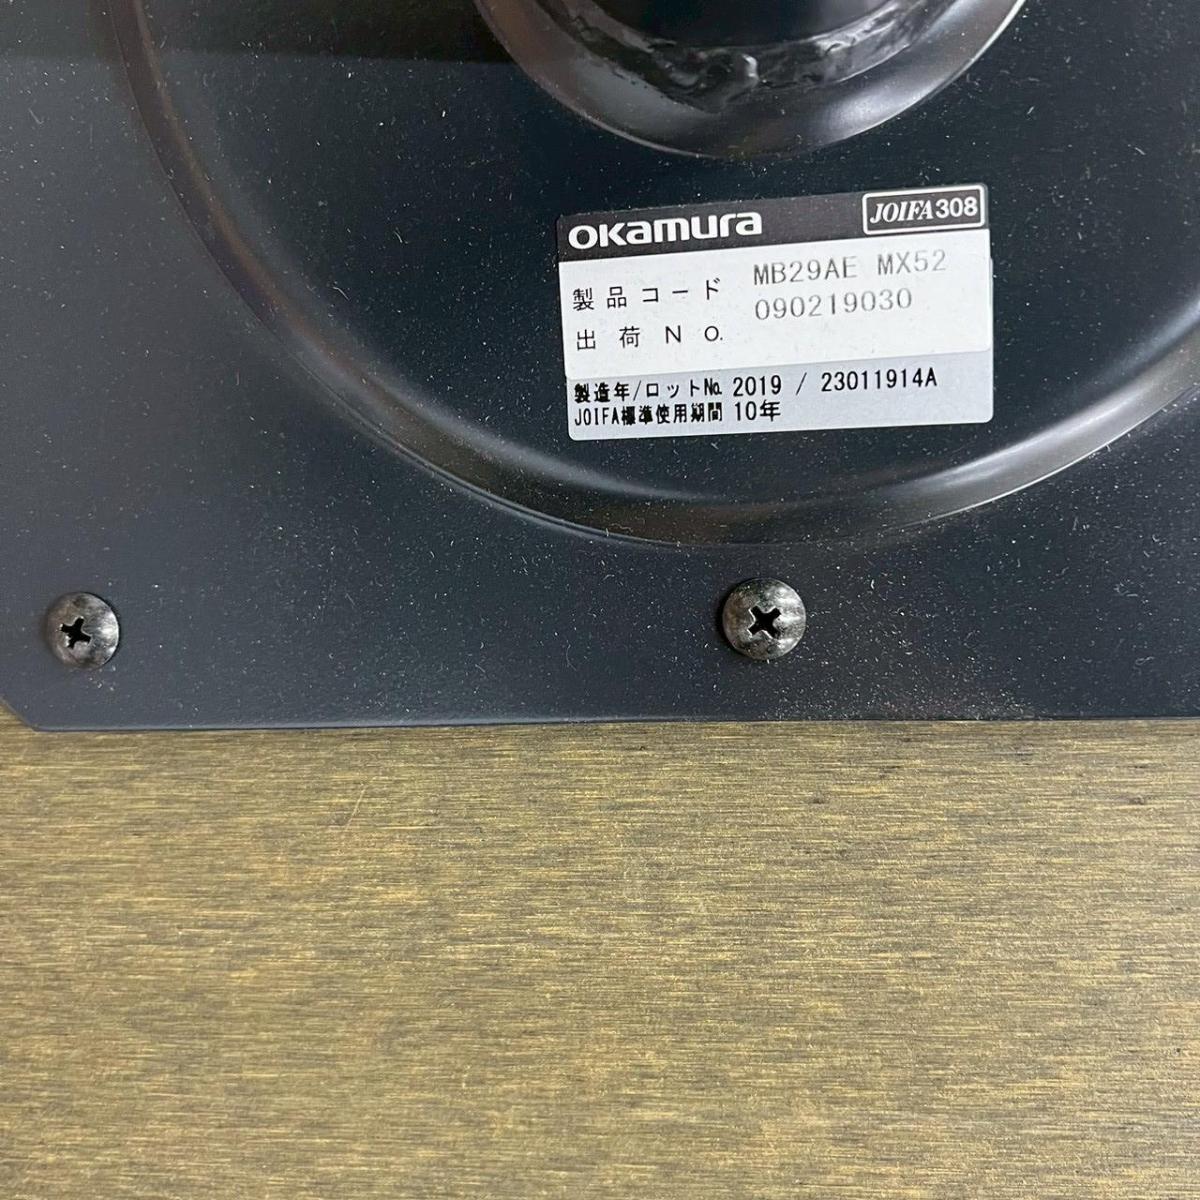 okamura JOIFA308
製品コード MB29AE MX52
出荷No. 090219030
製造年/ロット№ 2019 / 23011914A
JOIFA標準使用期間 10年